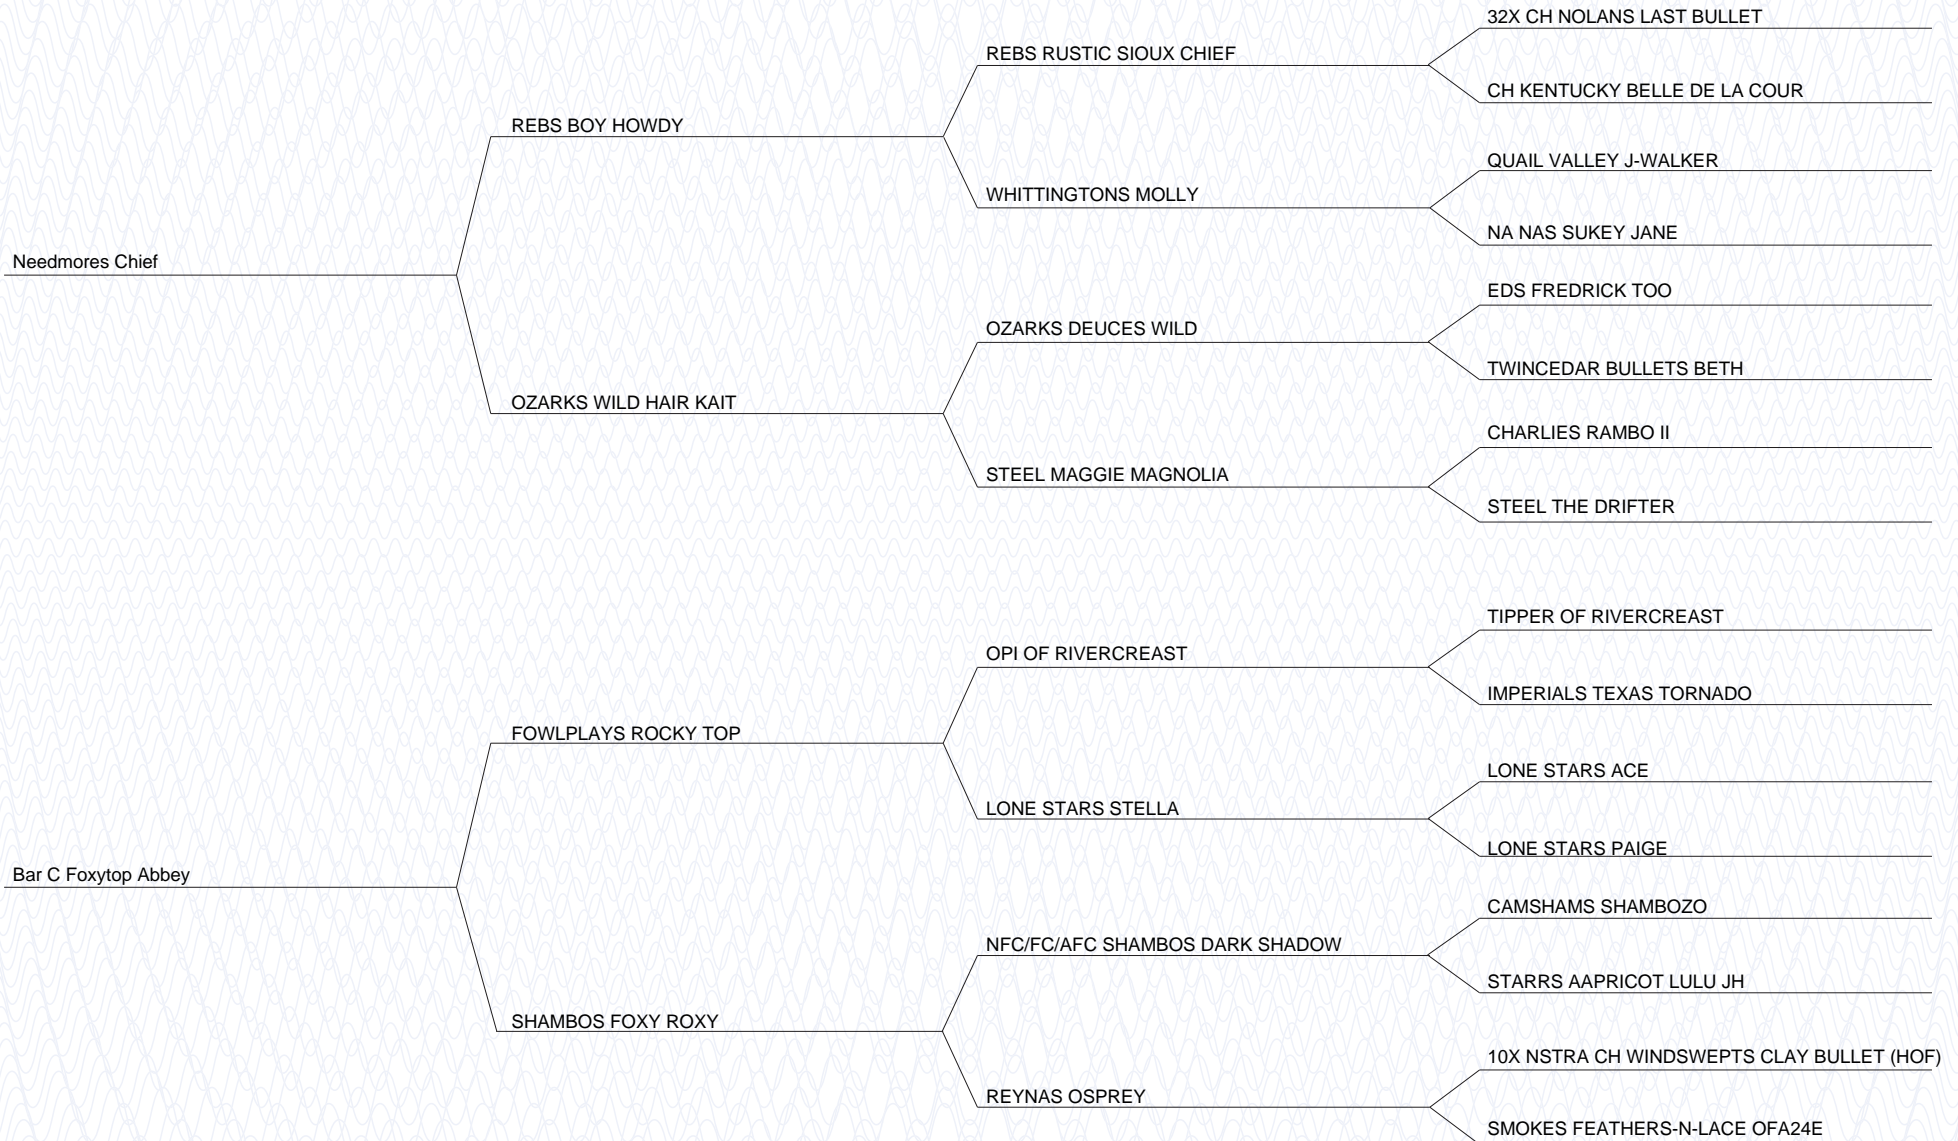 32X CH NOLANS LAST BULLET
REBS RUSTIC SIOUX CHIEF
CH KENTUCKY BELLE DE LA COUR
REBS BOY HOWDY
QUAIL VALLEY J-WALKER
WHITTINGTONS MOLLY
NA NAS SUKEY JANE
Needmores Chief
EDS FREDRICK TOO
OZARKS DEUCES WILD
TWINCEDAR BULLETS BETH
OZARKS WILD HAIR KAIT
CHARLIES RAMBO II
STEEL MAGGIE MAGNOLIA
STEEL THE DRIFTER
TIPPER OF RIVERCREAST
OPI OF RIVERCREAST
IMPERIALS TEXAS TORNADO
FOWLPLAYS ROCKY TOP
LONE STARS ACE
LONE STARS STELLA
LONE STARS PAIGE
Bar C Foxytop Abbey
CAMSHAMS SHAMBOZO
NFC/FC/AFC SHAMBOS DARK SHADOW
STARRS AAPRICOT LULU JH
SHAMBOS FOXY ROXY
10X NSTRA CH WINDSWEPTS CLAY BULLET (HOF)
REYNAS OSPREY
SMOKES FEATHERS-N-LACE OFA24E